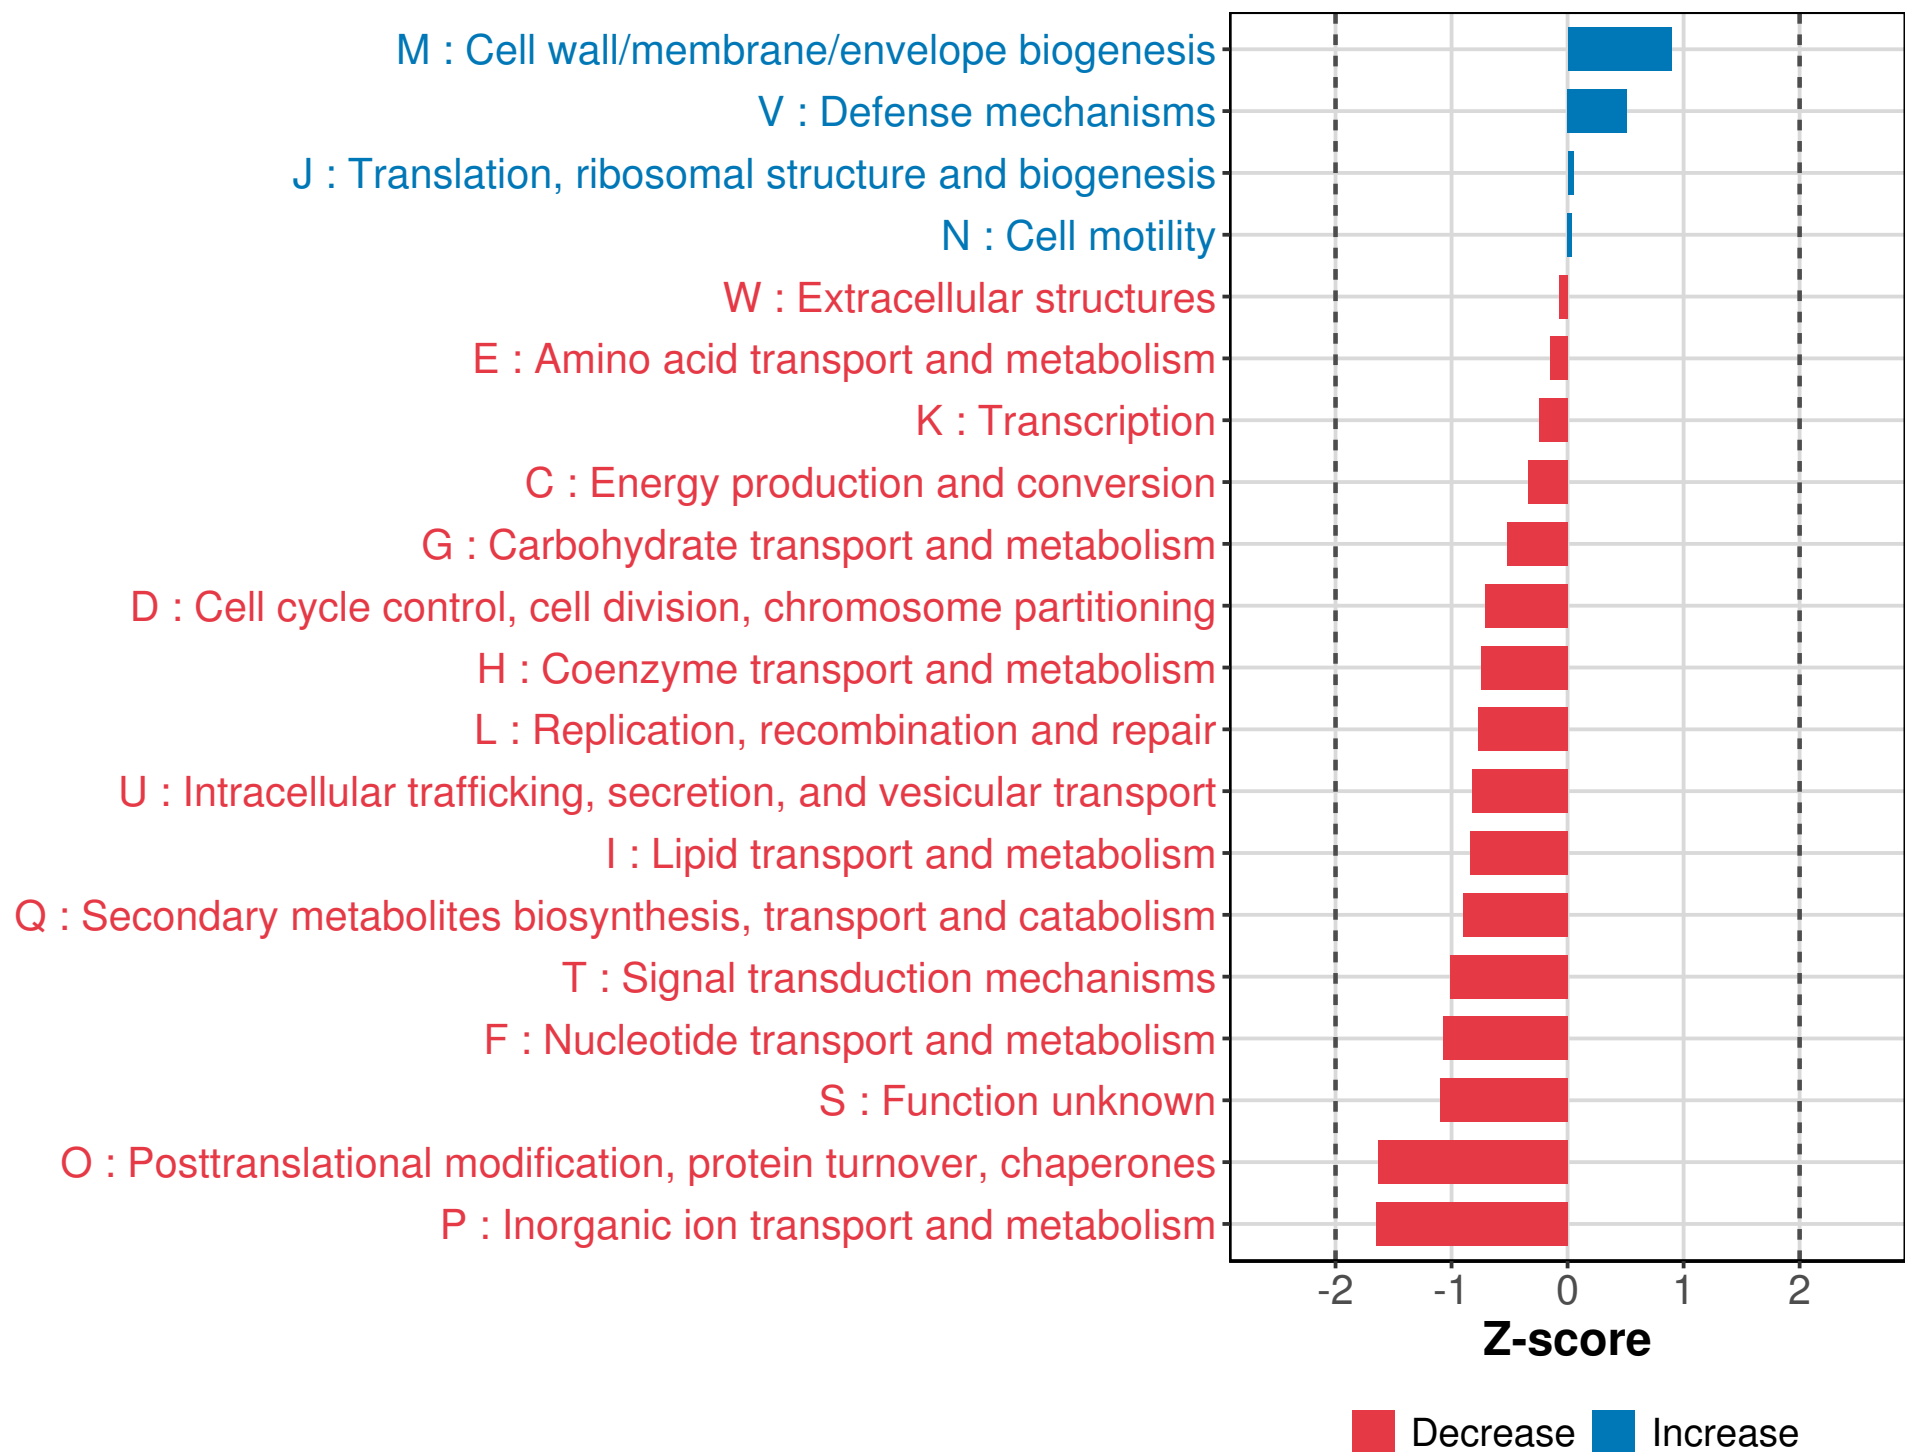 M : Cell wall/membrane/envelope biogenesis
V : Defense mechanisms
J : Translation, ribosomal structure and biogenesis
N : Cell motility
W : Extracellular structures
E : Amino acid transport and metabolism
K : Transcription
C : Energy production and conversion
G : Carbohydrate transport and metabolism
D : Cell cycle control, cell division, chromosome partitioning
H : Coenzyme transport and metabolism
L : Replication, recombination and repair
U : Intracellular trafficking, secretion, and vesicular transport
I : Lipid transport and metabolism
Q : Secondary metabolites biosynthesis, transport and catabolism
T : Signal transduction mechanisms
F : Nucleotide transport and metabolism
S : Function unknown
O : Posttranslational modification, protein turnover, chaperones
P : Inorganic ion transport and metabolism
-2 -1 0 1 2
Z-score
Decrease Increase